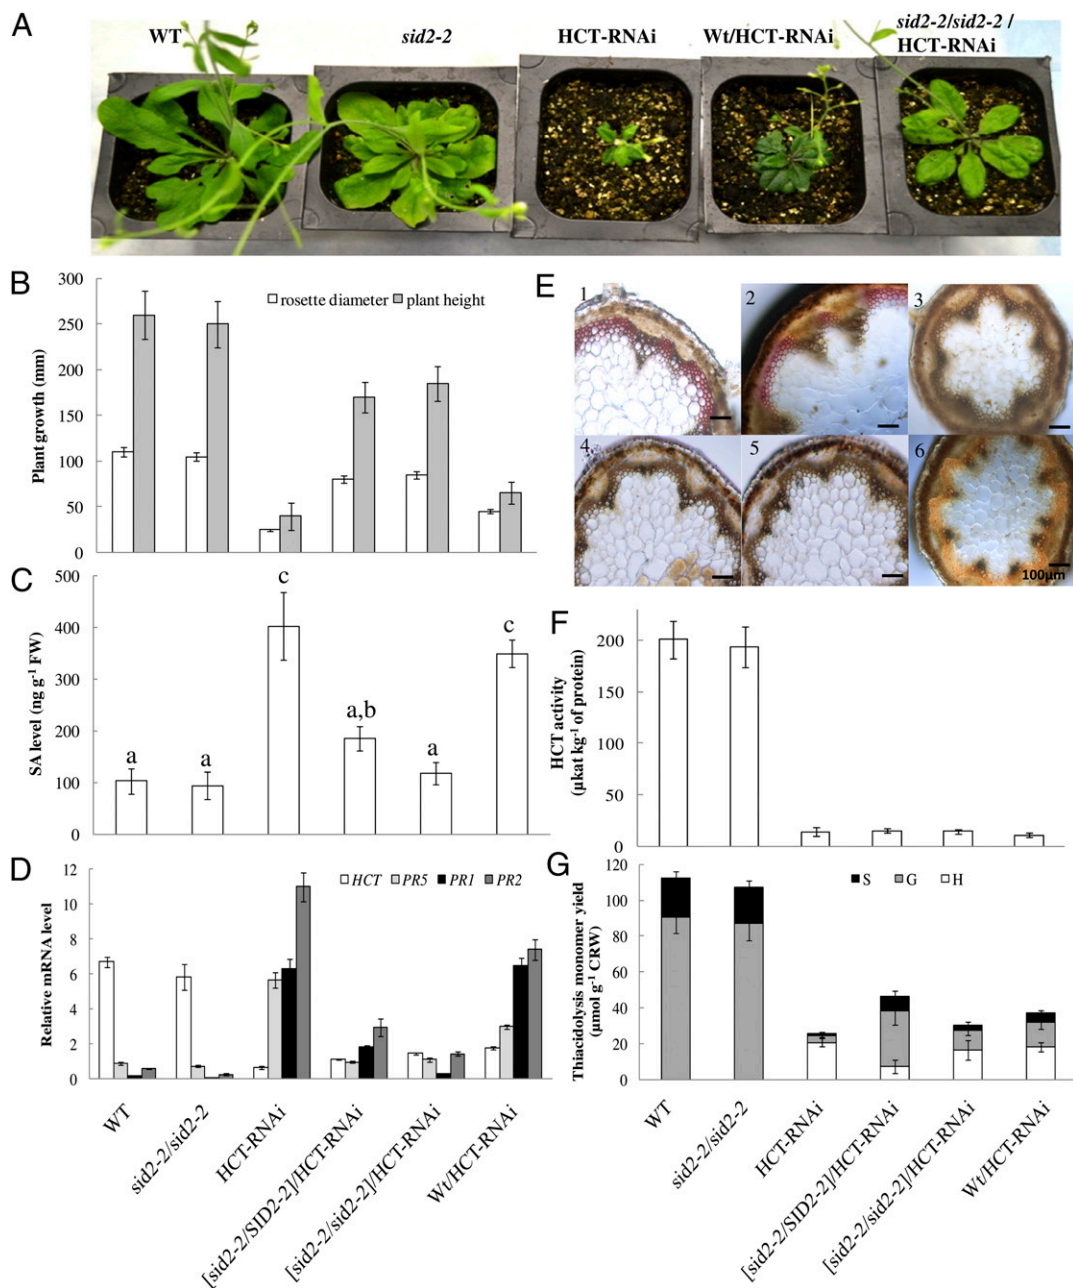 A
WT
sid2-2
HCT-RNAi
Wt/HCT-RNAi
sid2-2/sid2-2 /
HCT-RNAi
B
300
250
200
150
100
50
0
Plant growth (mm)
rosette diameter
plant height
C
500
400
300
200
100
0
SA level (ng g-1 FW)
a
a
c
a,b
a
c
D
12
10
8
6
4
2
0
Relative mRNA level
HCT
PR5
PR1
PR2
WT
sid2-2/sid2-2
HCT-RNAi
[sid2-2/SID2-2]/HCT-RNAi
[sid2-2/sid2-2]/HCT-RNAi
Wt/HCT-RNAi
E
1
2
3
4
5
6
100µm
F
200
150
100
50
0
HCT activity
(µkat kg-1 of protein)
G
120
100
80
60
40
20
0
Thiacidolysis monomer yield
(µmol g-1 CRW)
S
G
H
WT
sid2-2/sid2-2
HCT-RNAi
[sid2-2/SID2-2]/HCT-RNAi
[sid2-2/sid2-2]/HCT-RNAi
Wt/HCT-RNAi